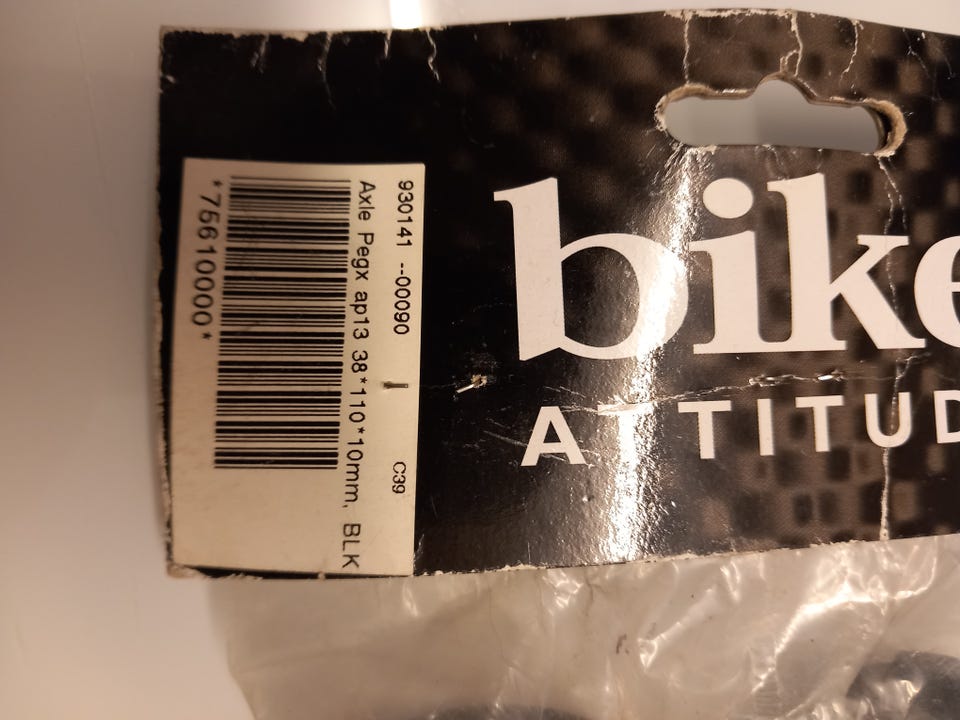 930141 --00090 C39
Axle Pegx ap13 38*110*10mm, BLK
*75610000*
bike
ATTITUD